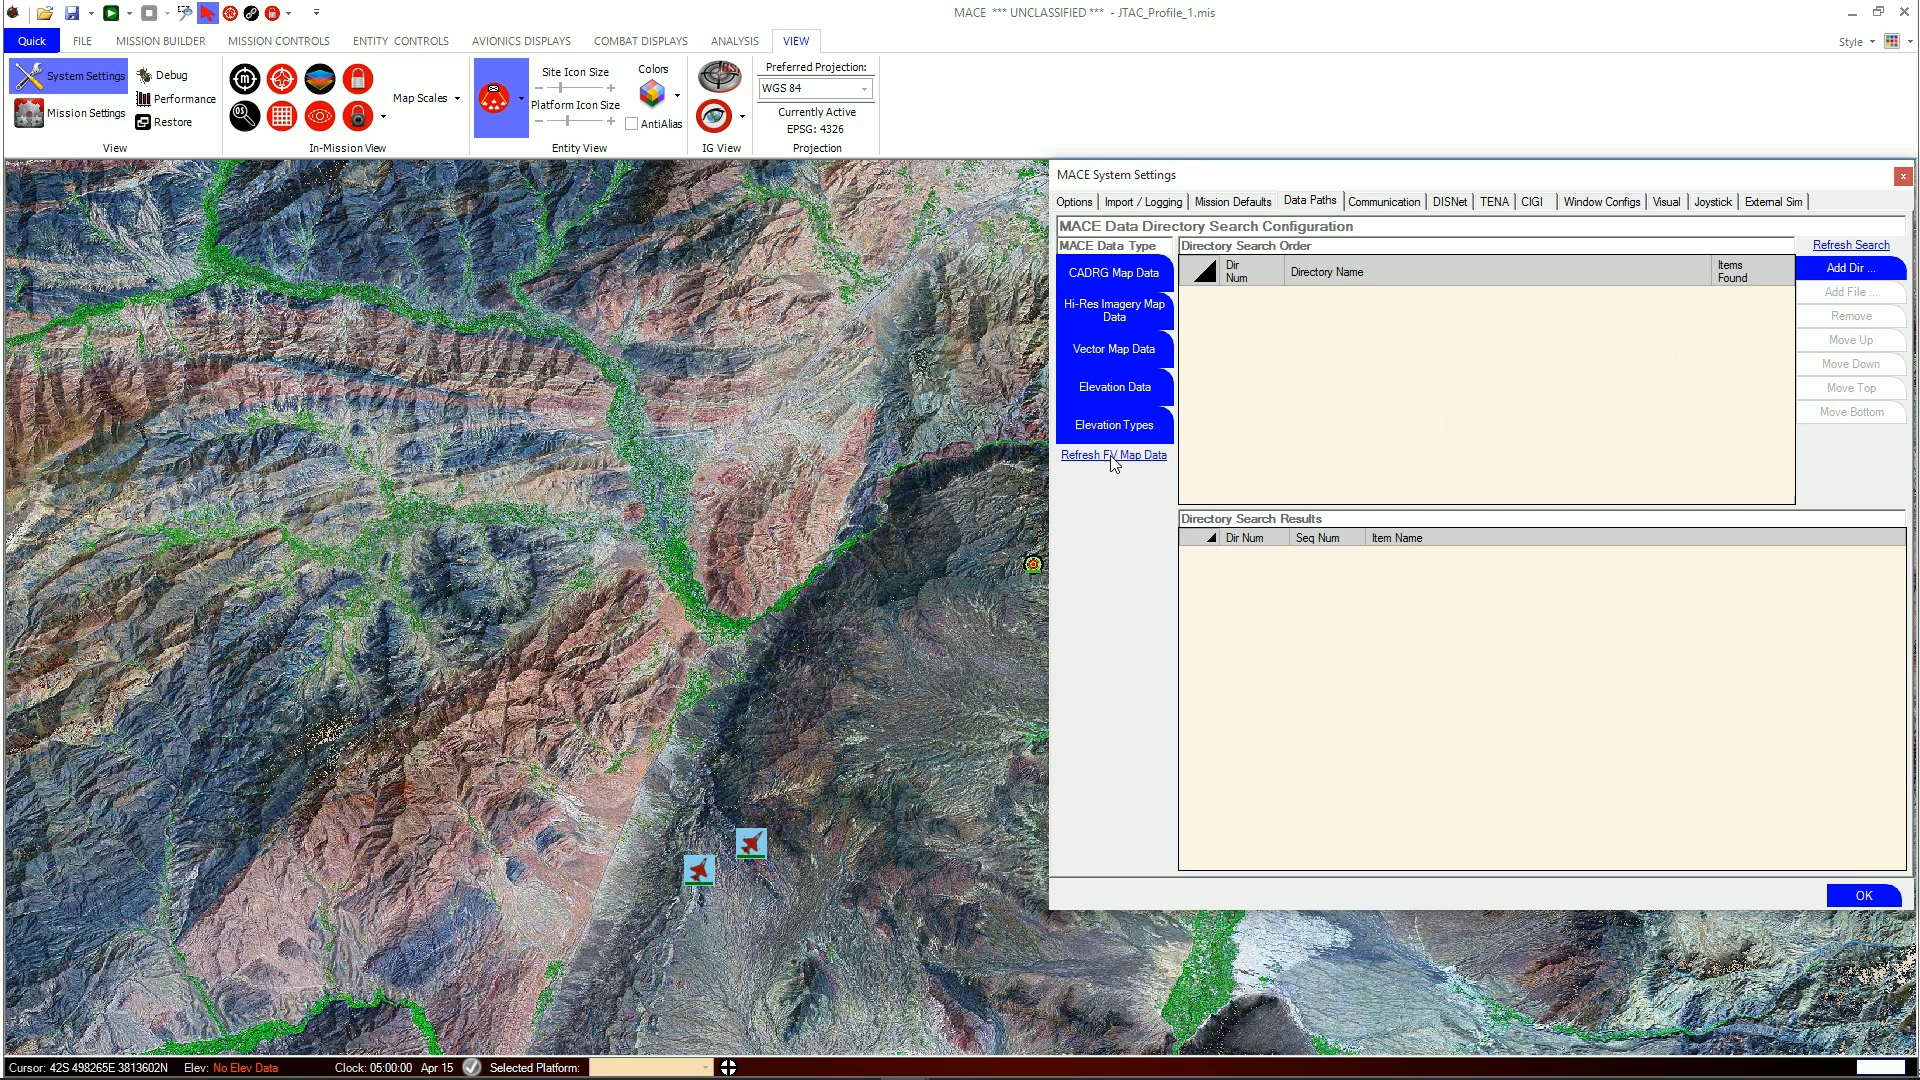 MACE *** UNCLASSIFIED *** - JTAC_Profile_1.mis
Quick FILE MISSION BUILDER MISSION CONTROLS ENTITY CONTROLS AVIONICS DISPLAYS COMBAT DISPLAYS ANALYSIS VIEW Style
System Settings Debug
Performance
Mission Settings Restore
View
Map Scales
In-Mission View
Site Icon Size
Platform Icon Size
Colors
AntiAlias
Entity View
IG View
Preferred Projection:
WGS 84
Currently Active
EPSG: 4326
Projection
MACE System Settings
x
Options Import / Logging Mission Defaults Data Paths Communication DISNet TENA CIGI Window Configs Visual Joystick External Sim
MACE Data Directory Search Configuration
MACE Data Type
CADRG Map Data
Hi-Res Imagery Map
Data
Vector Map Data
Elevation Data
Elevation Types
Refresh FV Map Data
Directory Search Order
Dir
Num
Directory Name
Items
Found
Refresh Search
Add Dir ...
Add File ...
Remove
Move Up
Move Down
Move Top
Move Bottom
Directory Search Results
Dir Num Seq Num Item Name
OK
Cursor: 42S 498265E 3813602N Elev: No Elev Data Clock: 05:00:00 Apr 15 Selected Platform: